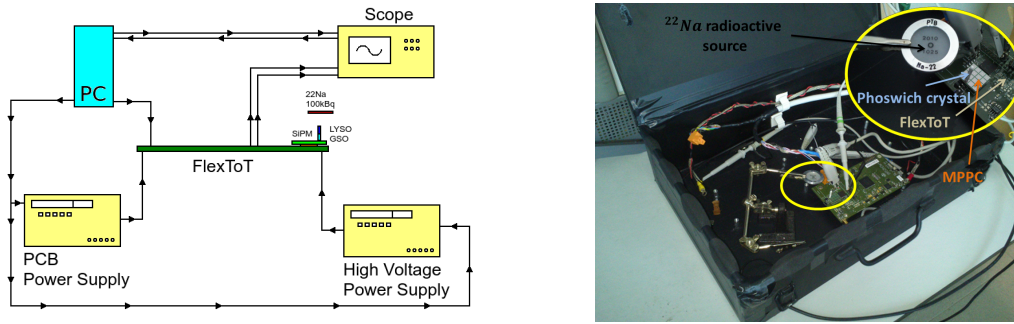 Scope
PC
22Na
100kBq
SiPM
LYSO
GSO
FlexToT
PCB
Power Supply
High Voltage
Power Supply
²²Na radioactive
source
PTB
Na-22
Phoswich crystal
FlexToT
MPPC